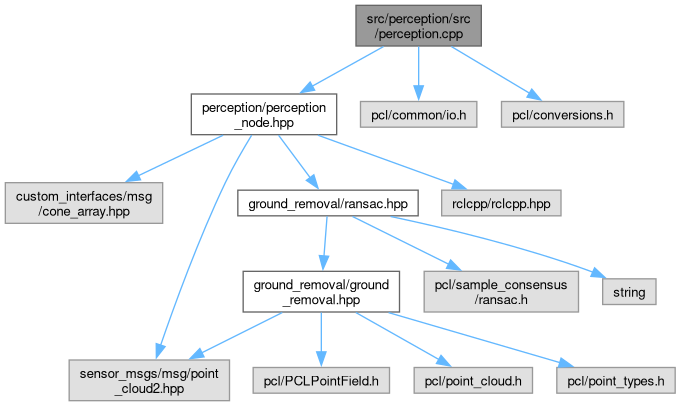 src/perception/src
/perception.cpp
perception/perception
_node.hpp
pcl/common/io.h
pcl/conversions.h
custom_interfaces/msg
/cone_array.hpp
ground_removal/ransac.hpp
rclcpp/rclcpp.hpp
ground_removal/ground
_removal.hpp
pcl/sample_consensus
/ransac.h
string
sensor_msgs/msg/point
_cloud2.hpp
pcl/PCLPointField.h
pcl/point_cloud.h
pcl/point_types.h